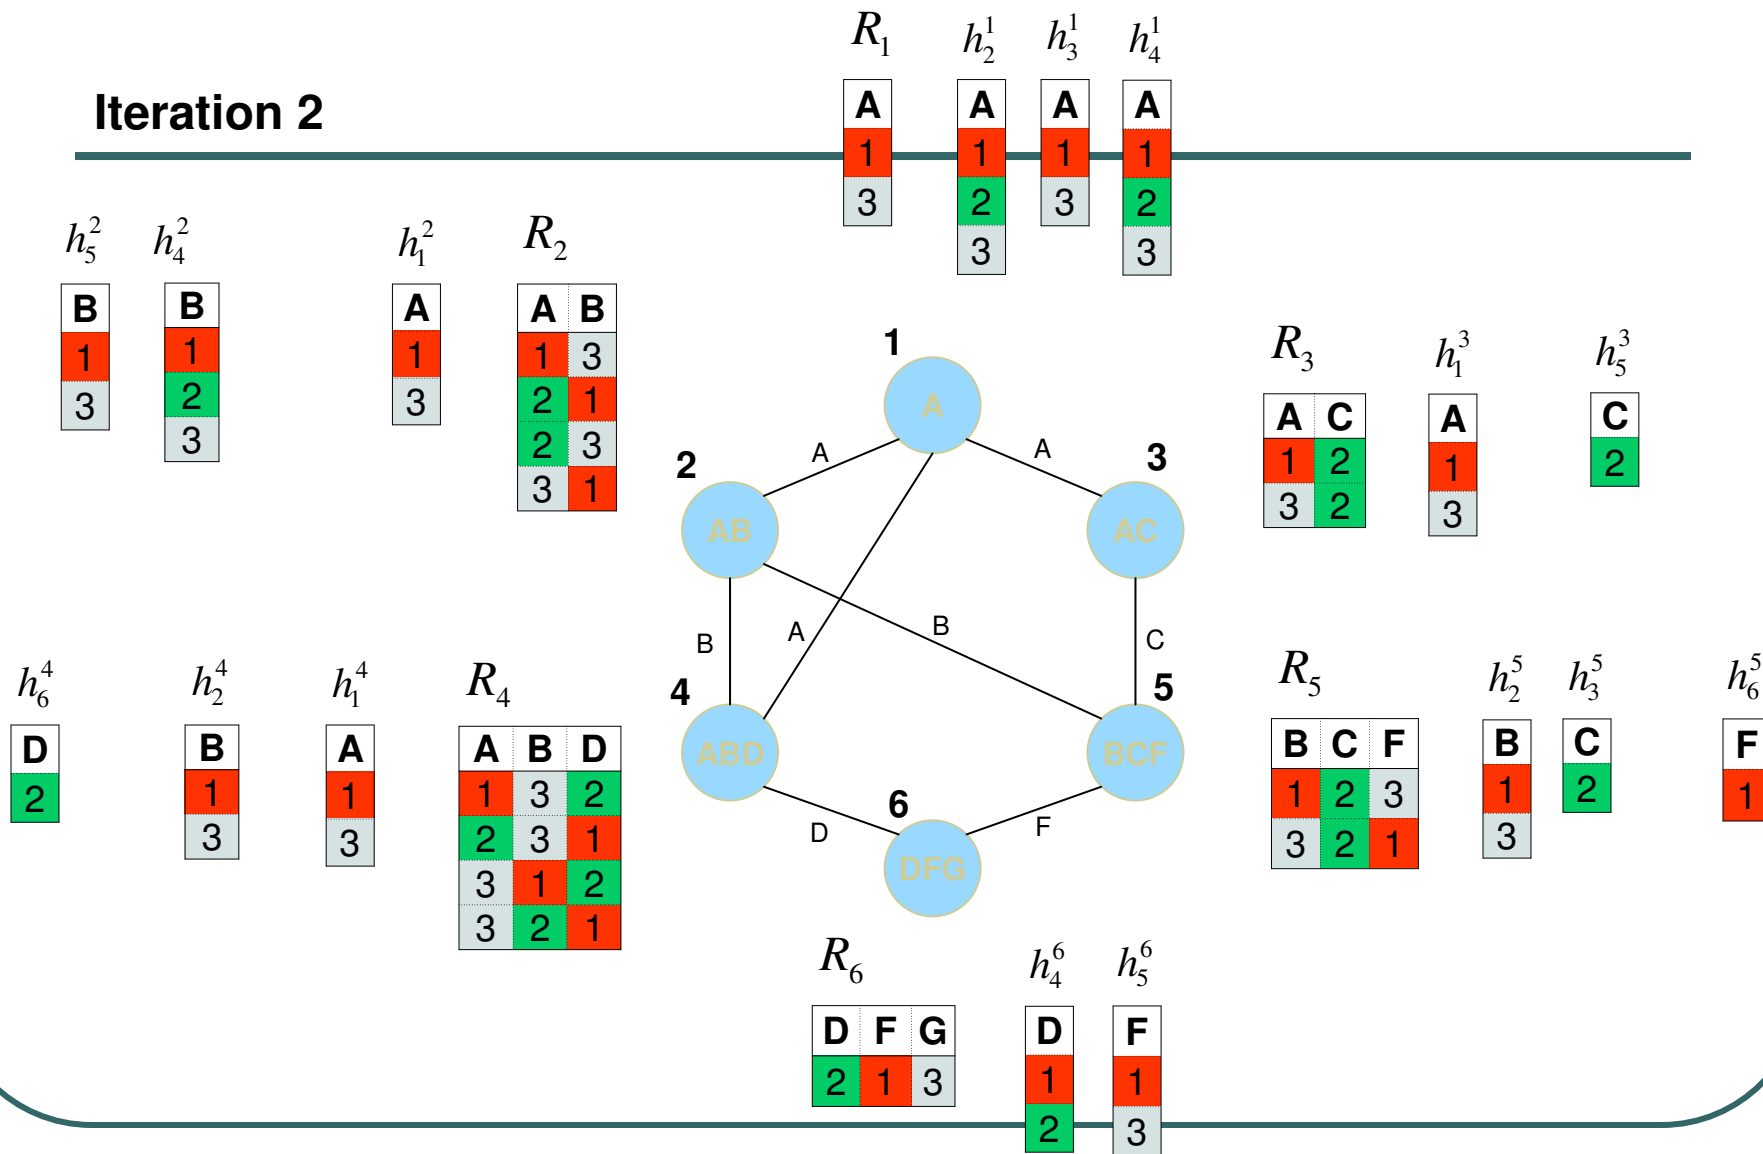 R1 h2^1 h3^1 h4^1
Iteration 2
A A A A
1 1 1 1
3 2 3 2
3 3
h5^2 h4^2 h1^2 R2
B B A A B
1 1 1 1 3
3 2 3 2 1
3 2 3
3 1
R3 h1^3 h5^3
A C A C
1 2 1 2
3 2 3
1
A
A A
2 3
AB AC
B A B C
4 5
ABD BCF
D 6 F
DFG
h6^4 h2^4 h1^4 R4
D B A A B D
2 1 1 1 3 2
3 3 2 3 1
3 1 2
3 2 1
R5 h2^5 h3^5 h6^5
B C F B C F
1 2 3 1 2 1
3 2 1 3
R6 h4^6 h5^6
D F G D F
2 1 3 1 1
2 3